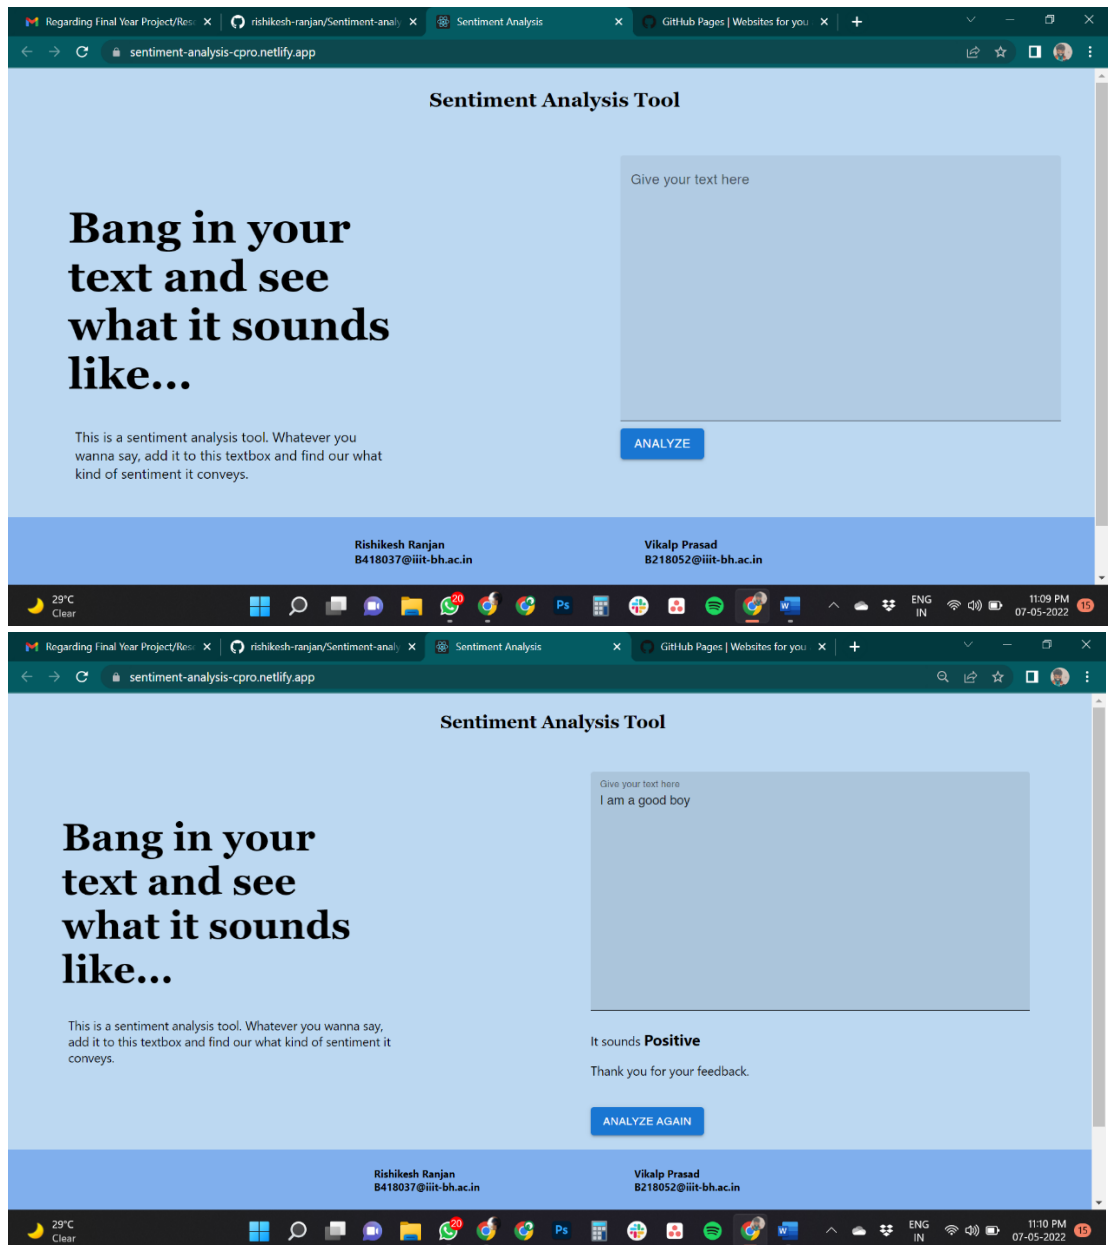 Regarding Final Year Project/Rese
rishikesh-ranjan/Sentiment-analy
Sentiment Analysis
GitHub Pages | Websites for you
sentiment-analysis-cpro.netlify.app
Sentiment Analysis Tool
Give your text here
Bang in your
text and see
what it sounds
like...
This is a sentiment analysis tool. Whatever you
wanna say, add it to this textbox and find our what
kind of sentiment it conveys.
ANALYZE
Rishikesh Ranjan
B418037@iiit-bh.ac.in
Vikalp Prasad
B218052@iiit-bh.ac.in
29°C
Clear
20
Ps
ENG
IN
11:09 PM
07-05-2022
15
Regarding Final Year Project/Rese
rishikesh-ranjan/Sentiment-analy
Sentiment Analysis
GitHub Pages | Websites for you
sentiment-analysis-cpro.netlify.app
Sentiment Analysis Tool
Give your text here
I am a good boy
Bang in your
text and see
what it sounds
like...
This is a sentiment analysis tool. Whatever you wanna say,
add it to this textbox and find our what kind of sentiment it
conveys.
It sounds Positive
Thank you for your feedback.
ANALYZE AGAIN
Rishikesh Ranjan
B418037@iiit-bh.ac.in
Vikalp Prasad
B218052@iiit-bh.ac.in
29°C
Clear
20
Ps
ENG
IN
11:10 PM
07-05-2022
15